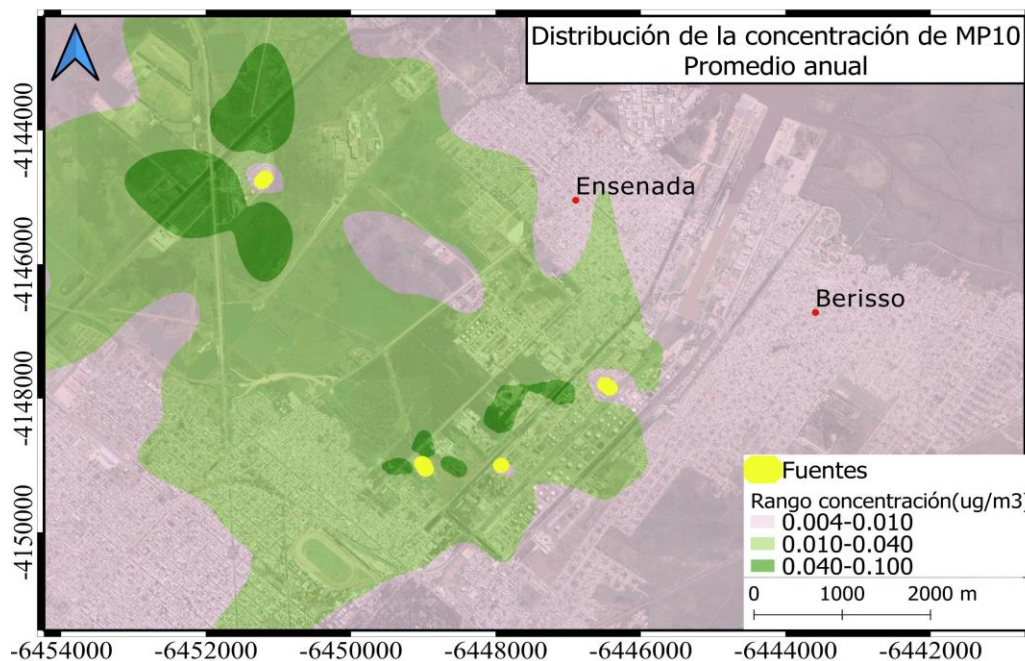 Distribución de la concentración de MP10
Promedio anual
-4144000
-4146000
-4148000
-4150000
Ensenada
Berisso
Fuentes
Rango concentración(ug/m3)
0.004-0.010
0.010-0.040
0.040-0.100
0 1000 2000 m
-6454000 -6452000 -6450000 -6448000 -6446000 -6444000 -6442000